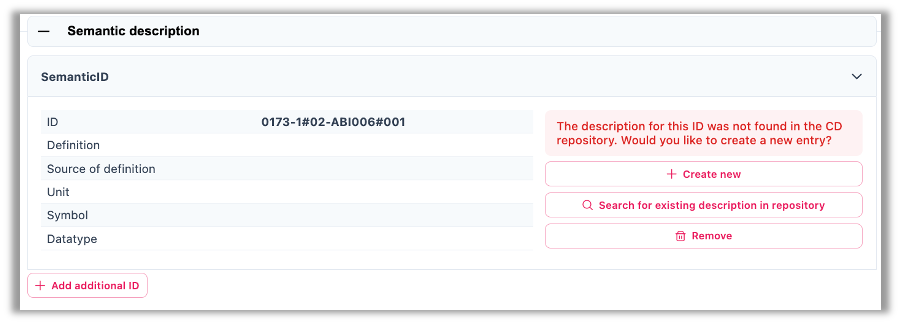 Semantic description
SemanticID
ID 0173-1#02-ABI006#001
The description for this ID was not found in the CD
repository. Would you like to create a new entry?
Definition
Source of definition
Unit
Symbol
Datatype
+ Create new
Search for existing description in repository
Remove
+ Add additional ID